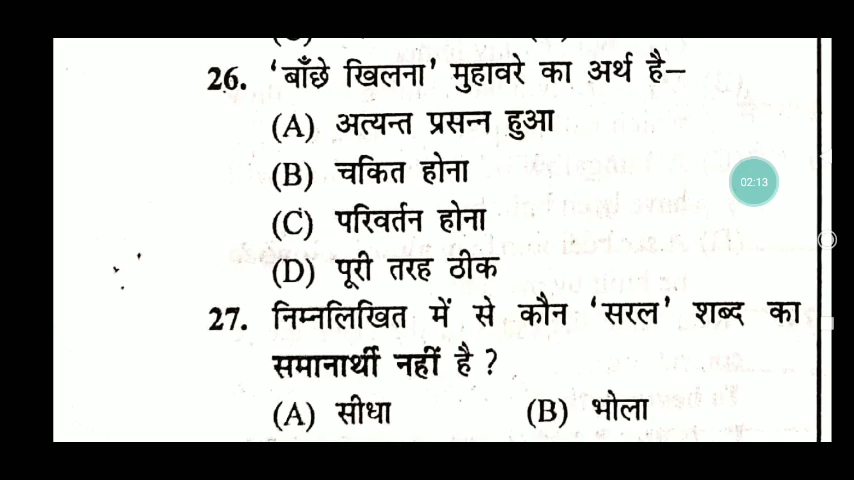 26. 'बाँछे खिलना' मुहावरे का अर्थ है–
(A) अत्यन्त प्रसन्न हुआ
(B) चकित होना
(C) परिवर्तन होना
(D) पूरी तरह ठीक
02:13
27. निम्नलिखित में से कौन 'सरल' शब्द का
समानार्थी नहीं है ?
(A) सीधा (B) भोला